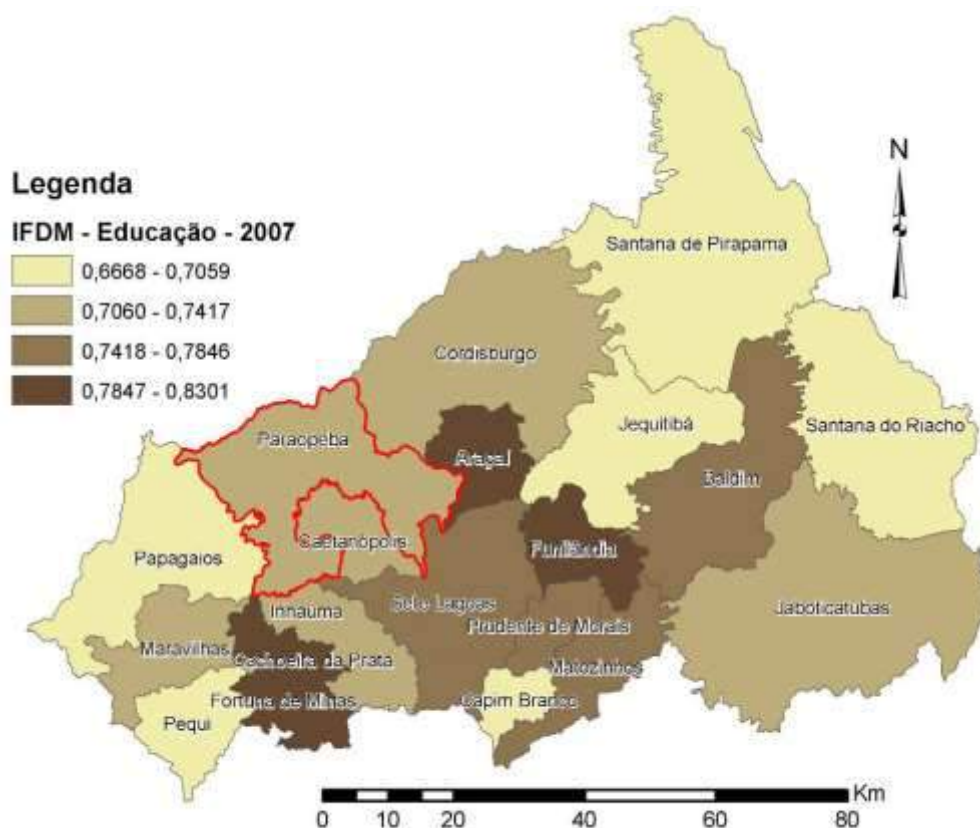 N
Legenda
IFDM - Educação - 2007
0,6668 - 0,7059
0,7060 - 0,7417
0,7418 - 0,7846
0,7847 - 0,8301
Santana de Pirapama
Cordisburgo
Jequitibá
Santana do Riacho
Paraopeba
Araçaí
Baldim
Caetanópolis
Funilândia
Papagaios
Inhaúma
Sete Lagoas
Jaboticatubas
Prudente de Morais
Maravilhas
Cachoeira da Prata
Matozinhos
Fortuna de Minas
Capim Branco
Pequi
Km
0 10 20 40 60 80